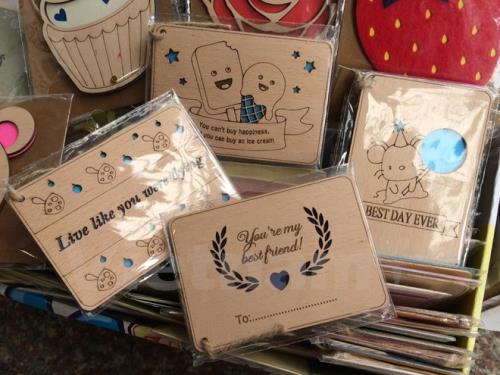 You can't buy happiness,
you can buy an ice cream
Live like you were dying
BEST DAY EVER
You're my
best friend!
To: